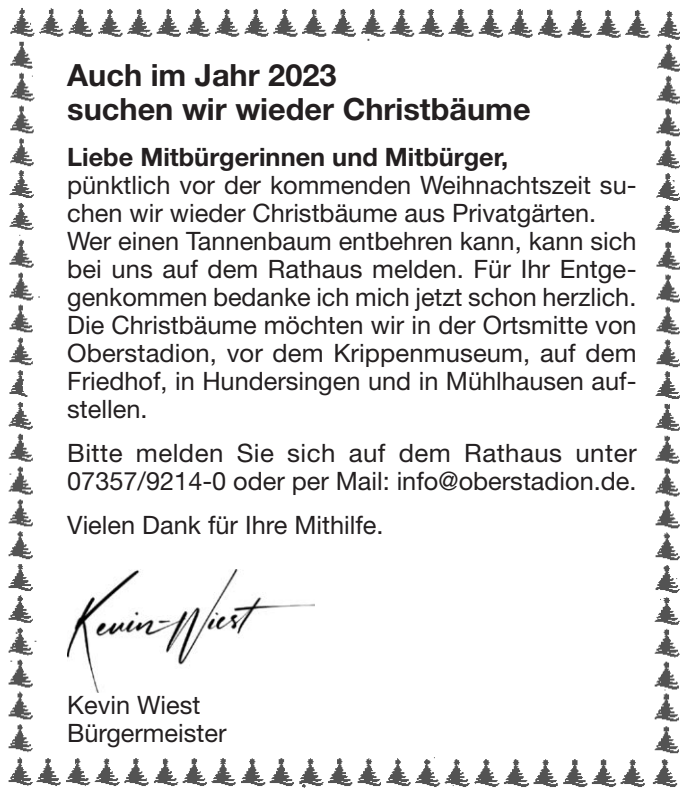 Auch im Jahr 2023
suchen wir wieder Christbäume
Liebe Mitbürgerinnen und Mitbürger,
pünktlich vor der kommenden Weihnachtszeit su-
chen wir wieder Christbäume aus Privatgärten.
Wer einen Tannenbaum entbehren kann, kann sich
bei uns auf dem Rathaus melden. Für Ihr Entge-
genkommen bedanke ich mich jetzt schon herzlich.
Die Christbäume möchten wir in der Ortsmitte von
Oberstadion, vor dem Krippenmuseum, auf dem
Friedhof, in Hundersingen und in Mühlhausen auf-
stellen.
Bitte melden Sie sich auf dem Rathaus unter
07357/9214-0 oder per Mail: info@oberstadion.de.
Vielen Dank für Ihre Mithilfe.
Kevin Wiest
Kevin Wiest
Bürgermeister